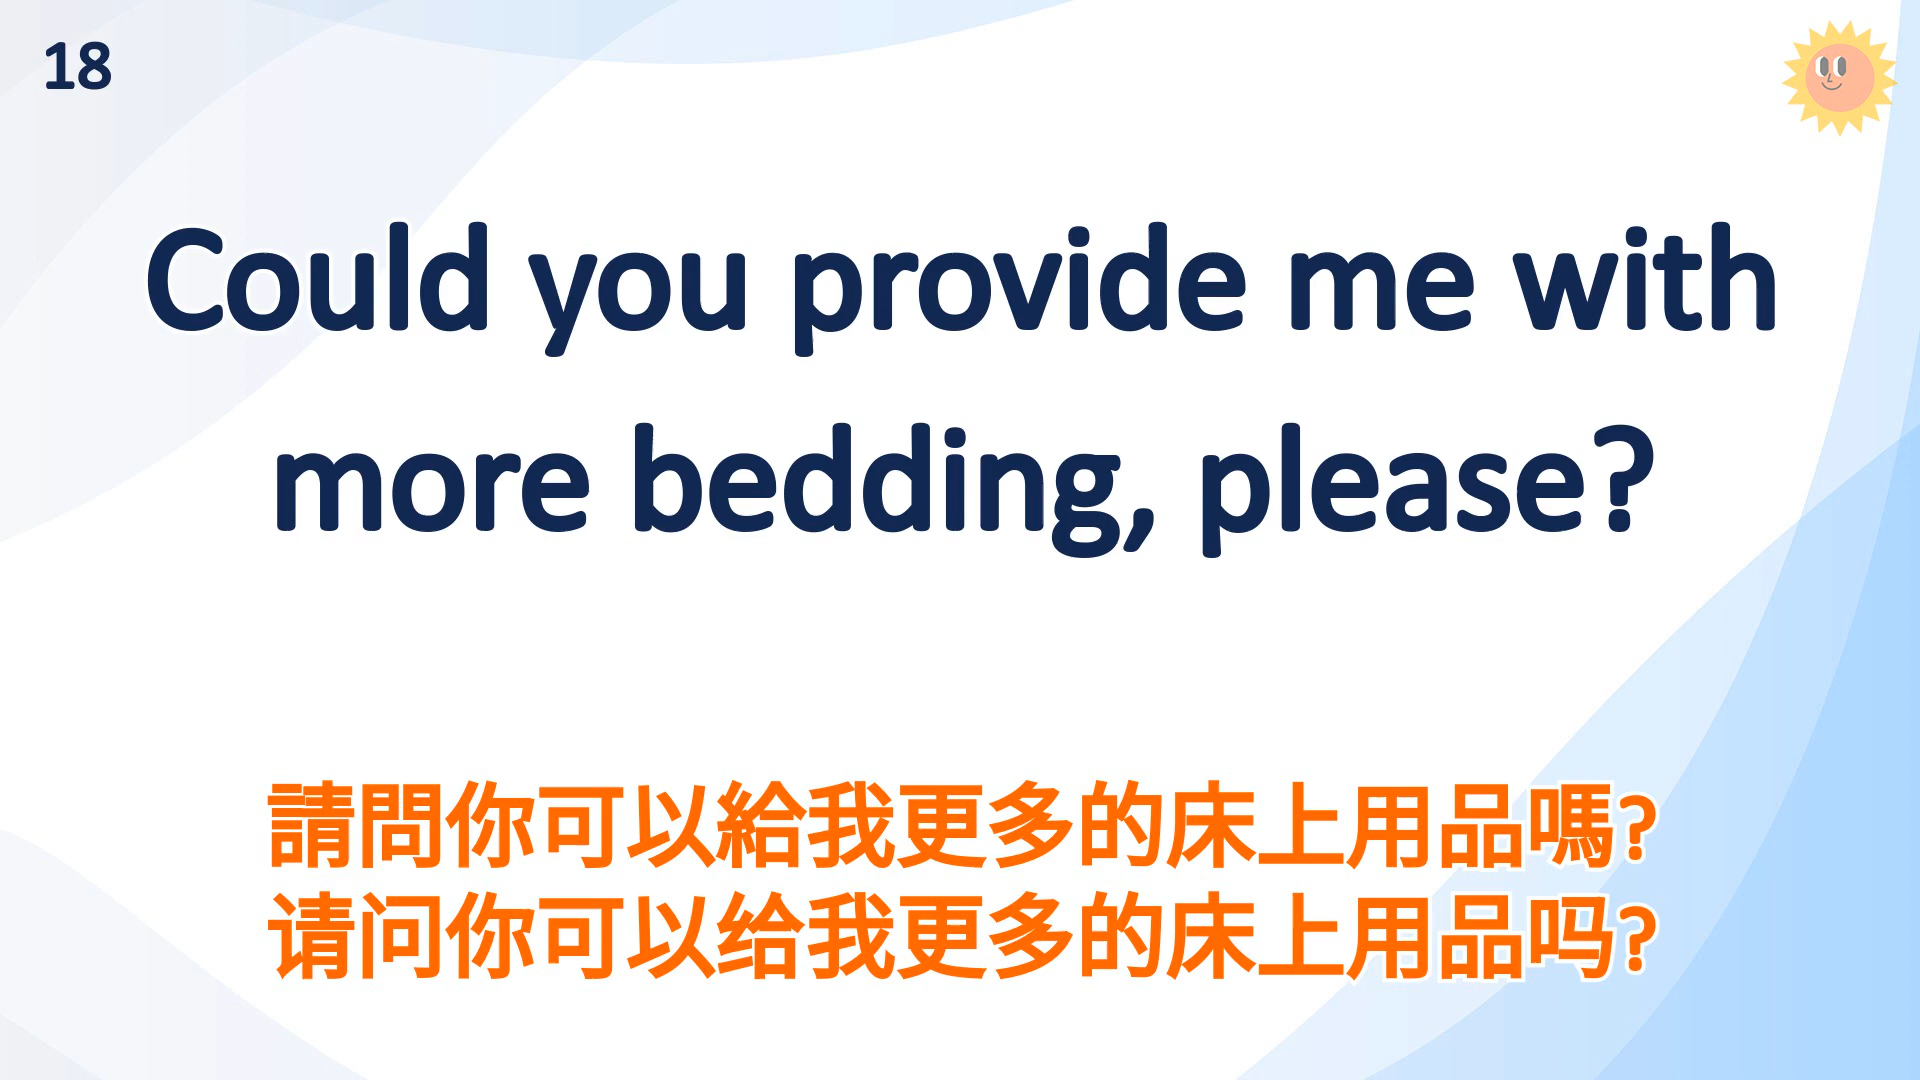 18
Could you provide me with
more bedding, please?
請問你可以給我更多的床上用品嗎?
请问你可以给我更多的床上用品吗?